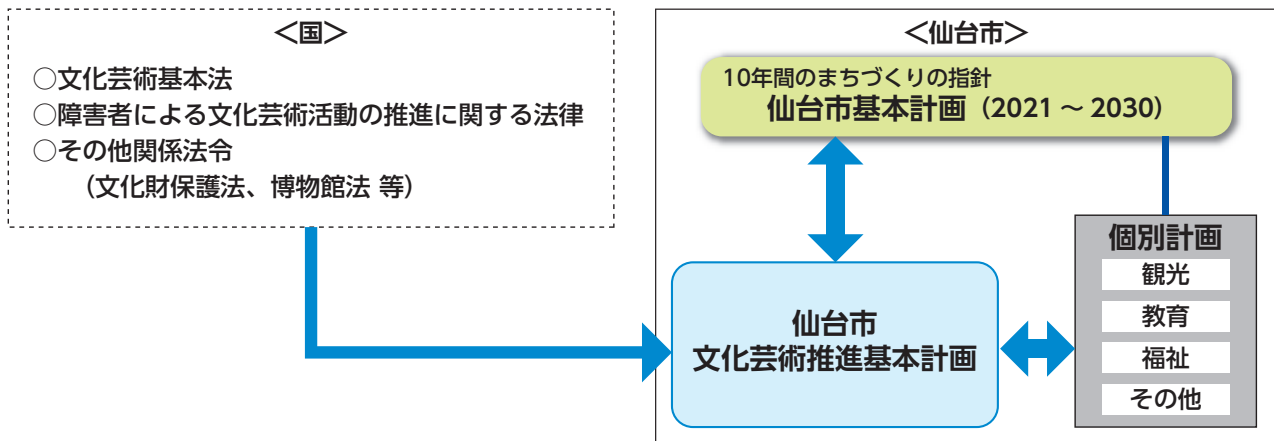 ＜国＞
○文化芸術基本法
○障害者による文化芸術活動の推進に関する法律
○その他関係法令
（文化財保護法、博物館法 等）
＜仙台市＞
10年間のまちづくりの指針
仙台市基本計画（2021 ～ 2030）
仙台市
文化芸術推進基本計画
個別計画
観光
教育
福祉
その他